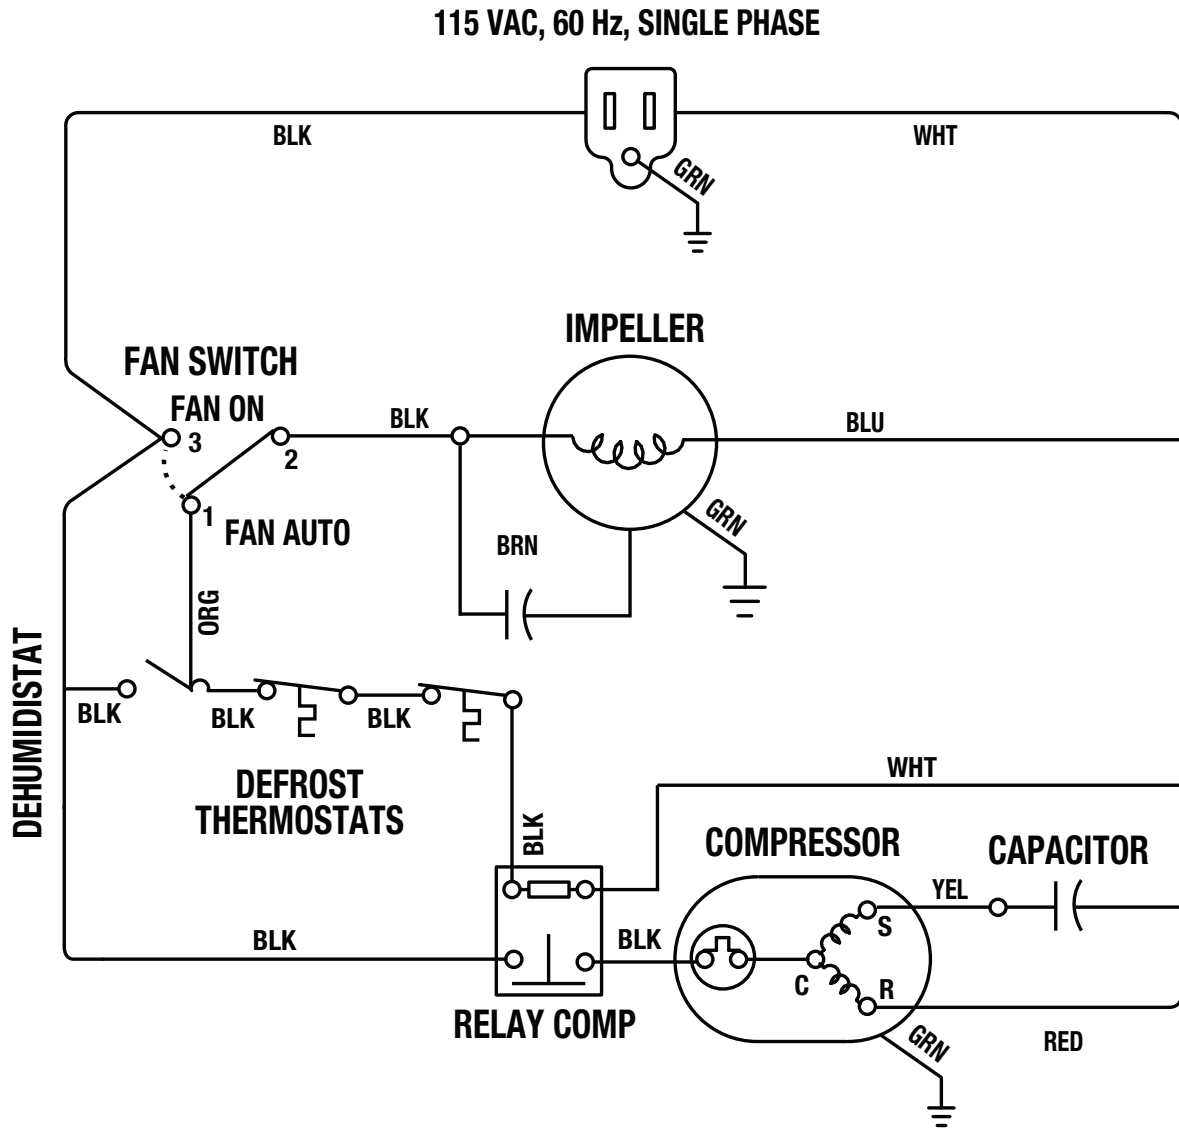 115 VAC, 60 Hz, SINGLE PHASE
BLK
WHT
GRN
IMPELLER
FAN SWITCH
FAN ON
3
2
BLK
BLU
1
FAN AUTO
GRN
BRN
ORG
DEHUMIDISTAT
BLK
BLK
BLK
DEFROST
THERMOSTATS
BLK
WHT
COMPRESSOR
CAPACITOR
YEL
S
BLK
BLK
C
R
RELAY COMP
GRN
RED